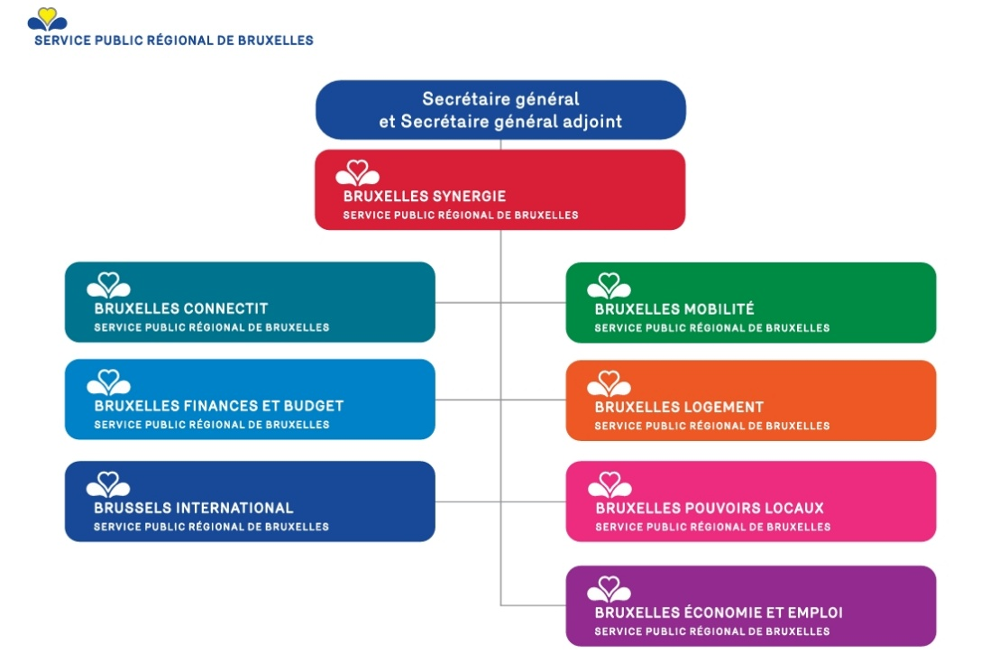 SERVICE PUBLIC RÉGIONAL DE BRUXELLES
Secrétaire général
et Secrétaire général adjoint
BRUXELLES SYNERGIE
SERVICE PUBLIC RÉGIONAL DE BRUXELLES
BRUXELLES CONNECTIT
SERVICE PUBLIC RÉGIONAL DE BRUXELLES
BRUXELLES MOBILITÉ
SERVICE PUBLIC RÉGIONAL DE BRUXELLES
BRUXELLES FINANCES ET BUDGET
SERVICE PUBLIC RÉGIONAL DE BRUXELLES
BRUXELLES LOGEMENT
SERVICE PUBLIC RÉGIONAL DE BRUXELLES
BRUSSELS INTERNATIONAL
SERVICE PUBLIC RÉGIONAL DE BRUXELLES
BRUXELLES POUVOIRS LOCAUX
SERVICE PUBLIC RÉGIONAL DE BRUXELLES
BRUXELLES ÉCONOMIE ET EMPLOI
SERVICE PUBLIC RÉGIONAL DE BRUXELLES